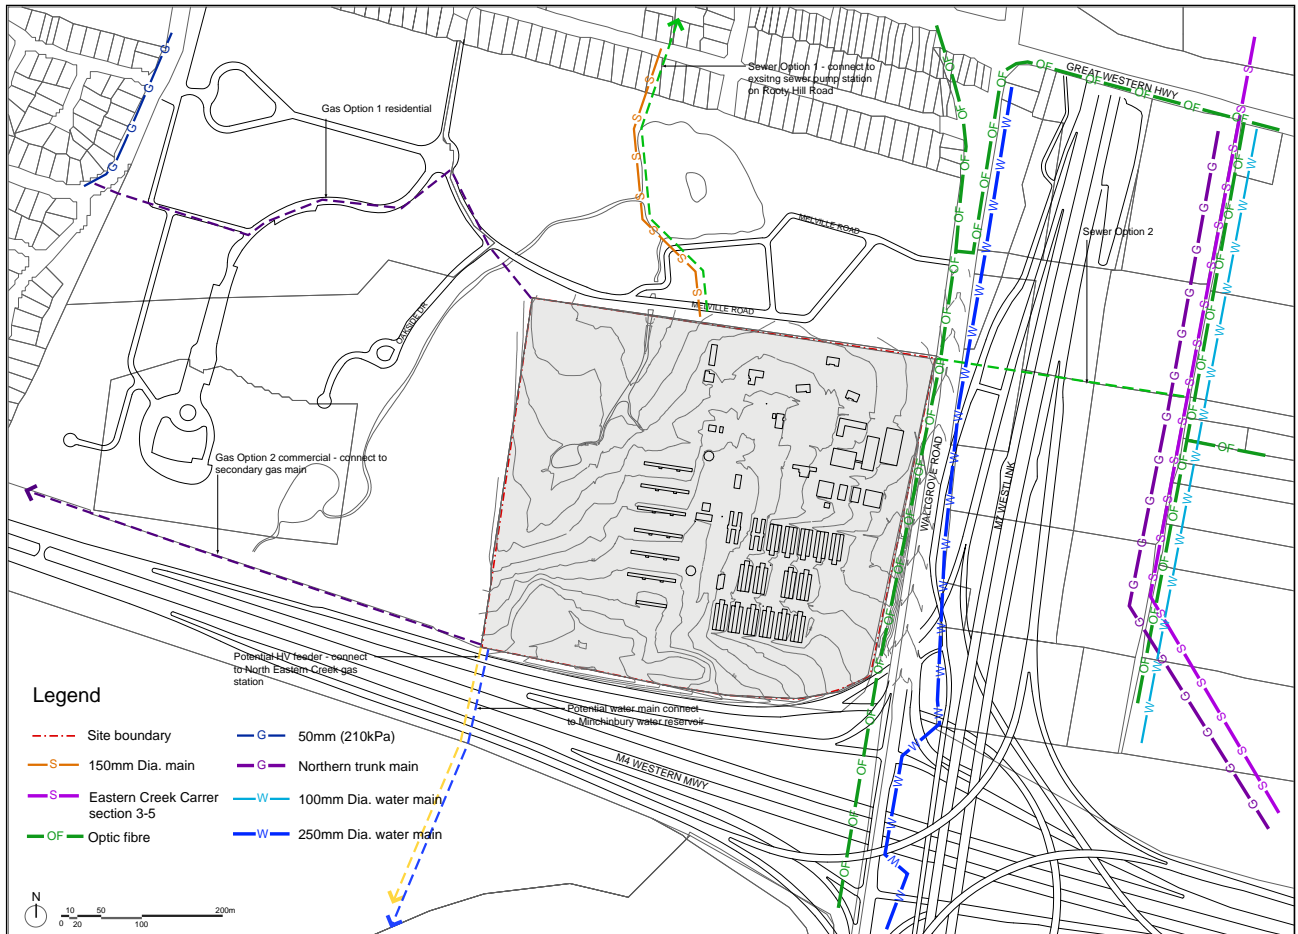 GREAT WESTERN HWY
Sewer Option 1 - connect to
exsiting sewer pump station
on Rooty Hill Road
Gas Option 1 residential
MELVILLE ROAD
Sewer Option 2
MELVILLE ROAD
OAKSIDE DR
Gas Option 2 commercial - connect to
secondary gas main
WALLGROVE ROAD
M7 WESTLINK
Potential HV feeder - connect
to North Eastern Creek gas
station
Potential water main connect
to Minchinbury water reservoir
M4 WESTERN MWY
Legend
Site boundary
S 150mm Dia. main
S Eastern Creek Carrer
section 3-5
OF Optic fibre
G 50mm (210kPa)
G Northern trunk main
W 100mm Dia. water main
W 250mm Dia. water main
N
10 50 200m
0 20 100